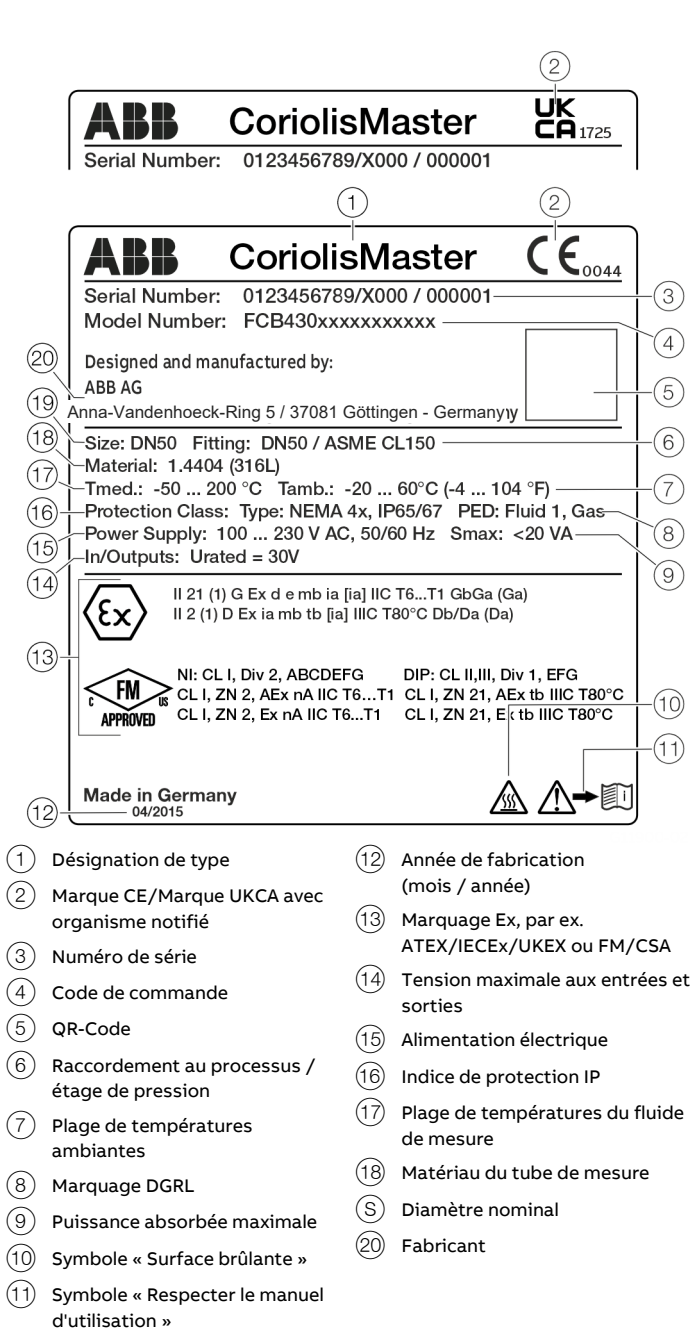 2
ABB CoriolisMaster UK CA 1725
Serial Number: 0123456789/X000 / 000001
1 2
ABB CoriolisMaster CE 0044
Serial Number: 0123456789/X000 / 000001 3
Model Number: FCB430xxxxxxxxxxx 4
20 Designed and manufactured by:
ABB AG 5
19 Anna-Vandenhoeck-Ring 5 / 37081 Göttingen - Germanyny
18 Size: DN50 Fitting: DN50 / ASME CL150 6
Material: 1.4404 (316L)
17 Tmed.: -50 ... 200 °C Tamb.: -20 ... 60°C (-4 ... 104 °F) 7
16 Protection Class: Type: NEMA 4x, IP65/67 PED: Fluid 1, Gas 8
15 Power Supply: 100 ... 230 V AC, 50/60 Hz Smax: <20 VA 9
14 In/Outputs: Urated = 30V
Ex II 21 (1) G Ex d e mb ia [ia] IIC T6...T1 GbGa (Ga)
II 2 (1) D Ex ia mb tb [ia] IIIC T80°C Db/Da (Da)
13
NI: CL I, Div 2, ABCDEFG DIP: CL II,III, Div 1, EFG
C FM US CL I, ZN 2, AEx nA IIC T6...T1 CL I, ZN 21, AEx tb IIIC T80°C
APPROVED CL I, ZN 2, Ex nA IIC T6...T1 CL I, ZN 21, Ex tb IIIC T80°C
10
11
Made in Germany i
12 04/2015
1 Désignation de type
2 Marque CE/Marque UKCA avec
organisme notifié
3 Numéro de série
4 Code de commande
5 QR-Code
6 Raccordement au processus /
étage de pression
7 Plage de températures
ambiantes
8 Marquage DGRL
9 Puissance absorbée maximale
10 Symbole « Surface brûlante »
11 Symbole « Respecter le manuel
d'utilisation »
12 Année de fabrication
(mois / année)
13 Marquage Ex, par ex.
ATEX/IECEx/UKEX ou FM/CSA
14 Tension maximale aux entrées et
sorties
15 Alimentation électrique
16 Indice de protection IP
17 Plage de températures du fluide
de mesure
18 Matériau du tube de mesure
S Diamètre nominal
20 Fabricant